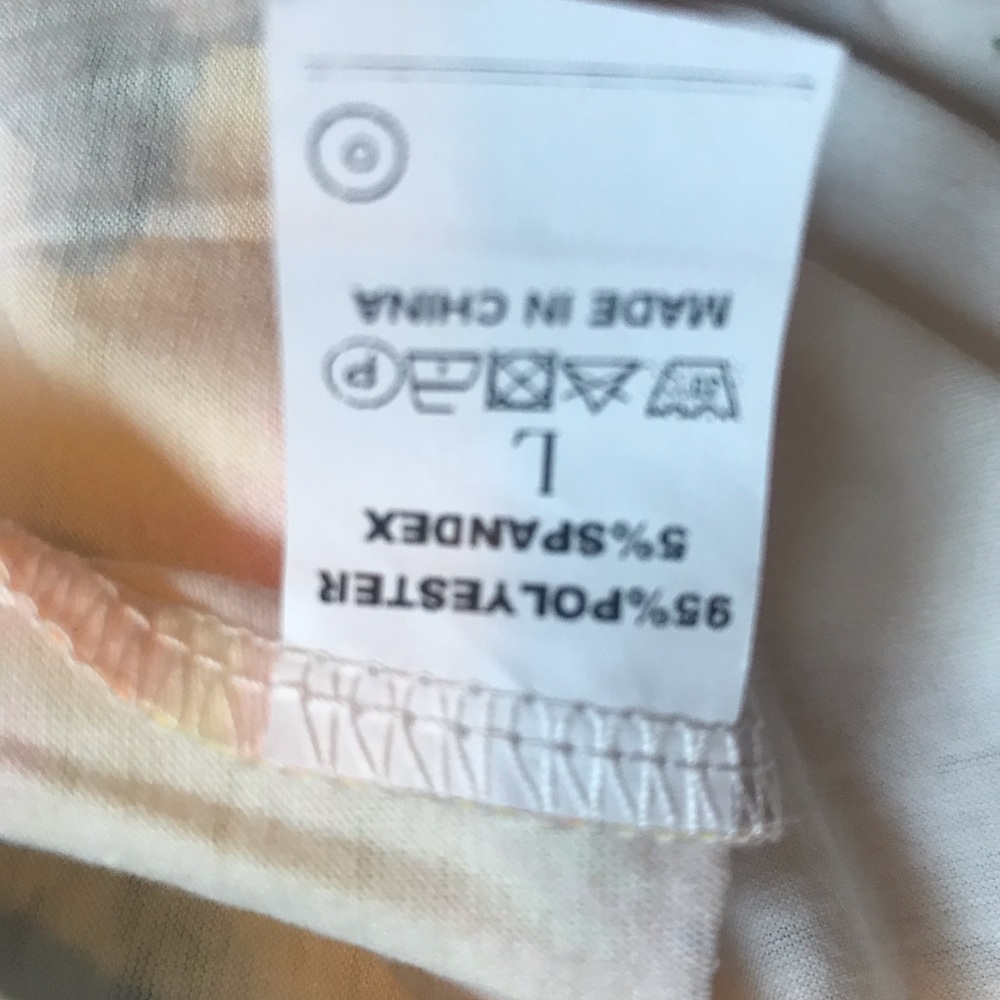 95%POLYESTER
5%SPANDEX
L
P
MADE IN CHINA